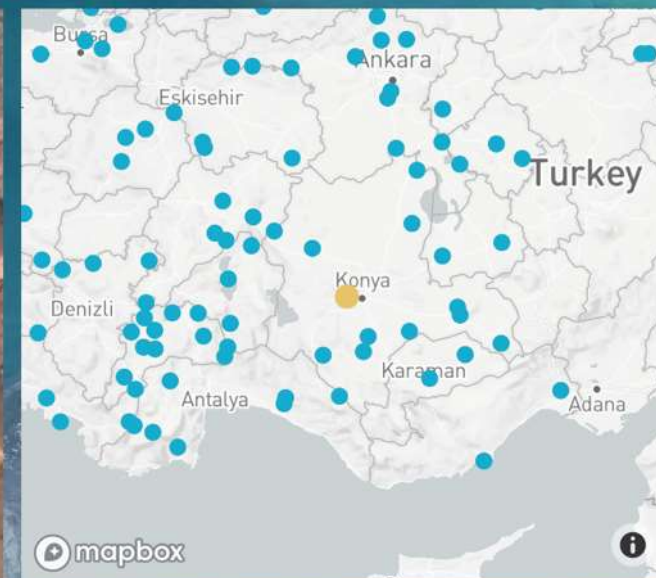 Bursa
Ankara
Eskisehir
Turkey
Konya
Denizli
Karaman
Antalya
Adana
mapbox
i